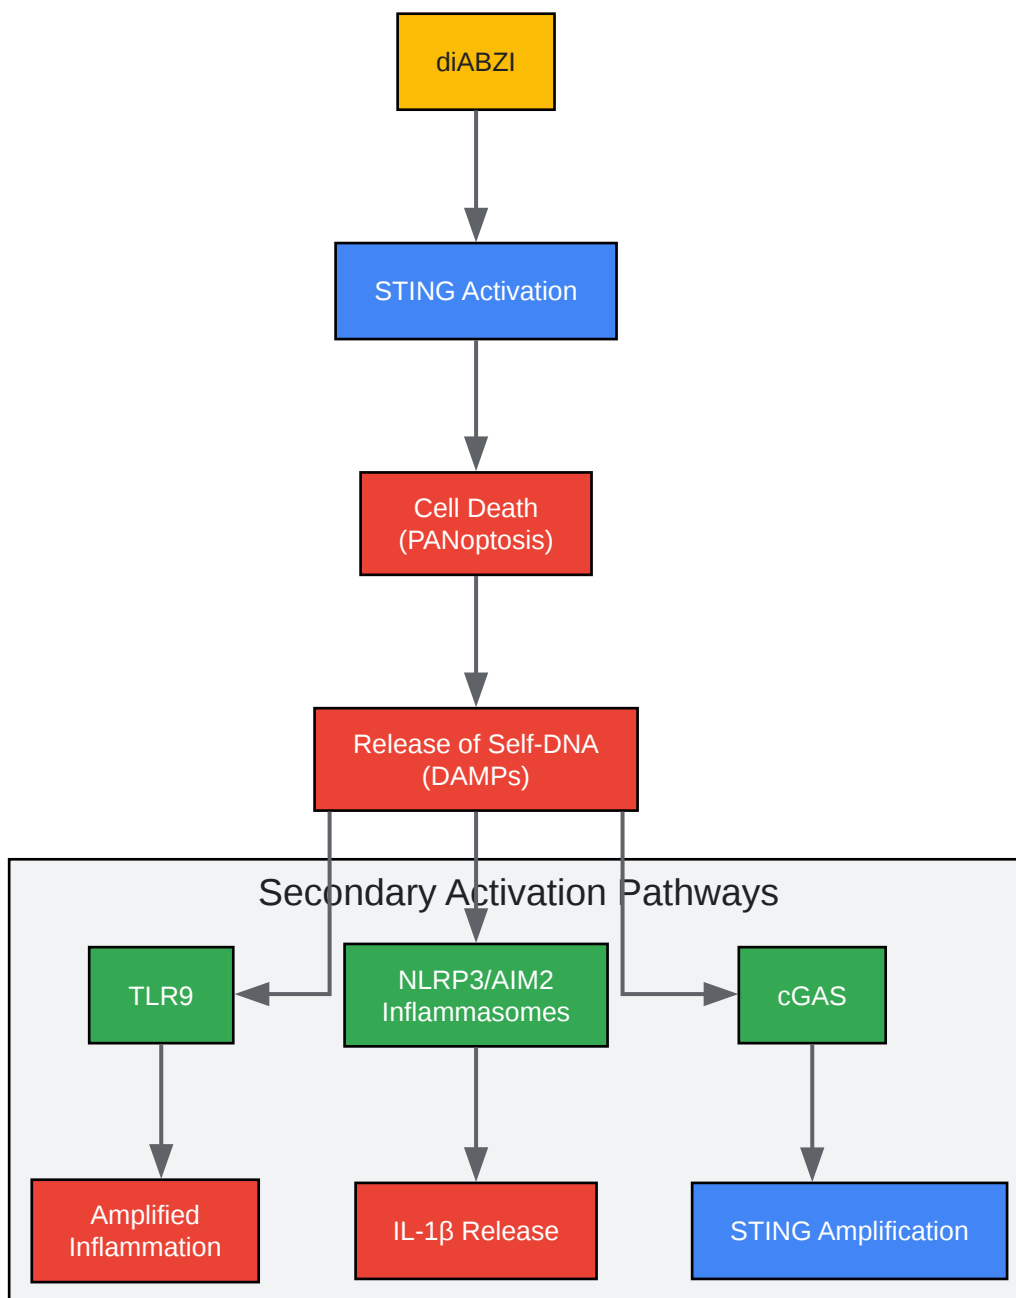 diABZI
STING Activation
Cell Death
(PANoptosis)
Release of Self-DNA
(DAMPs)
Secondary Activation Pathways
TLR9
NLRP3/AIM2
Inflammasomes
cGAS
Amplified
Inflammation
IL-1β Release
STING Amplification